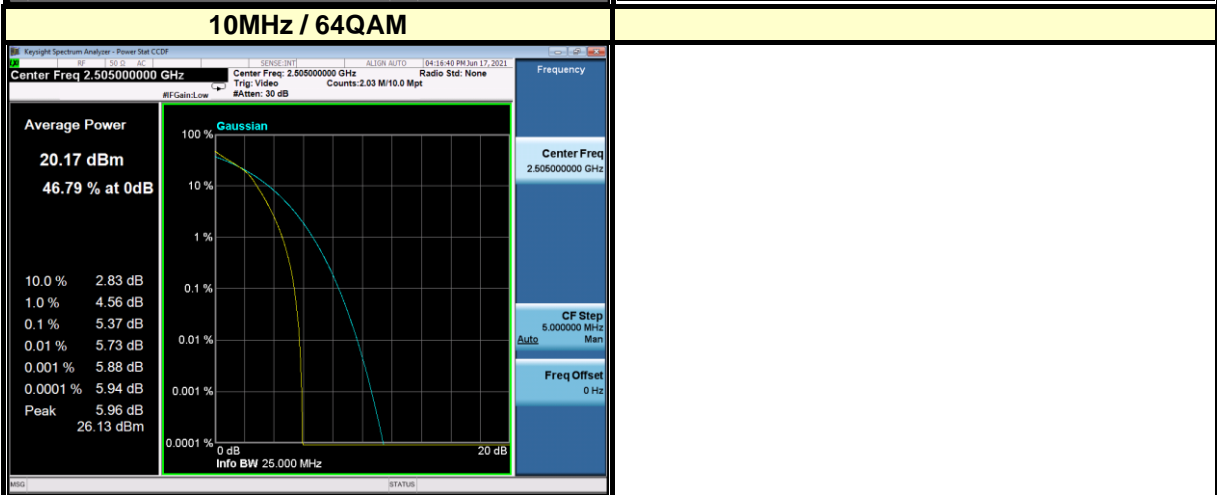 10MHz / 64QAM
Keysight Spectrum Analyzer - Power Stat CCDF
RF 50 Ω AC SENSE:INT ALIGN AUTO 04:16:40 PM Jun 17, 2021
Center Freq 2.505000000 GHz
Center Freq: 2.505000000 GHz Radio Std: None
Trig: Video Counts:2.03 M/10.0 Mpt
#IFGain:Low #Atten: 30 dB
Frequency
Average Power
20.17 dBm
46.79 % at 0dB
10.0 % 2.83 dB
1.0 % 4.56 dB
0.1 % 5.37 dB
0.01 % 5.73 dB
0.001 % 5.88 dB
0.0001 % 5.94 dB
Peak 5.96 dB
26.13 dBm
Gaussian
100 %
10 %
1 %
0.1 %
0.01 %
0.001 %
0.0001 %
0 dB 20 dB
Info BW 25.000 MHz
Center Freq
2.505000000 GHz
CF Step
5.000000 MHz
Auto Man
Freq Offset
0 Hz
MSG STATUS